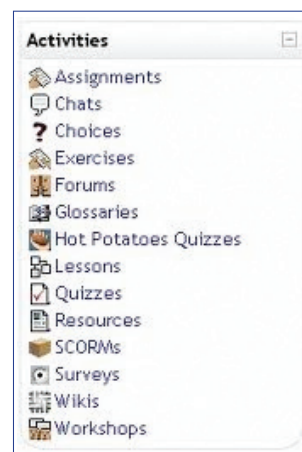 Activities
Assignments
Chats
Choices
Exercises
Forums
Glossaries
Hot Potatoes Quizzes
Lessons
Quizzes
Resources
SCORMs
Surveys
Wikis
Workshops